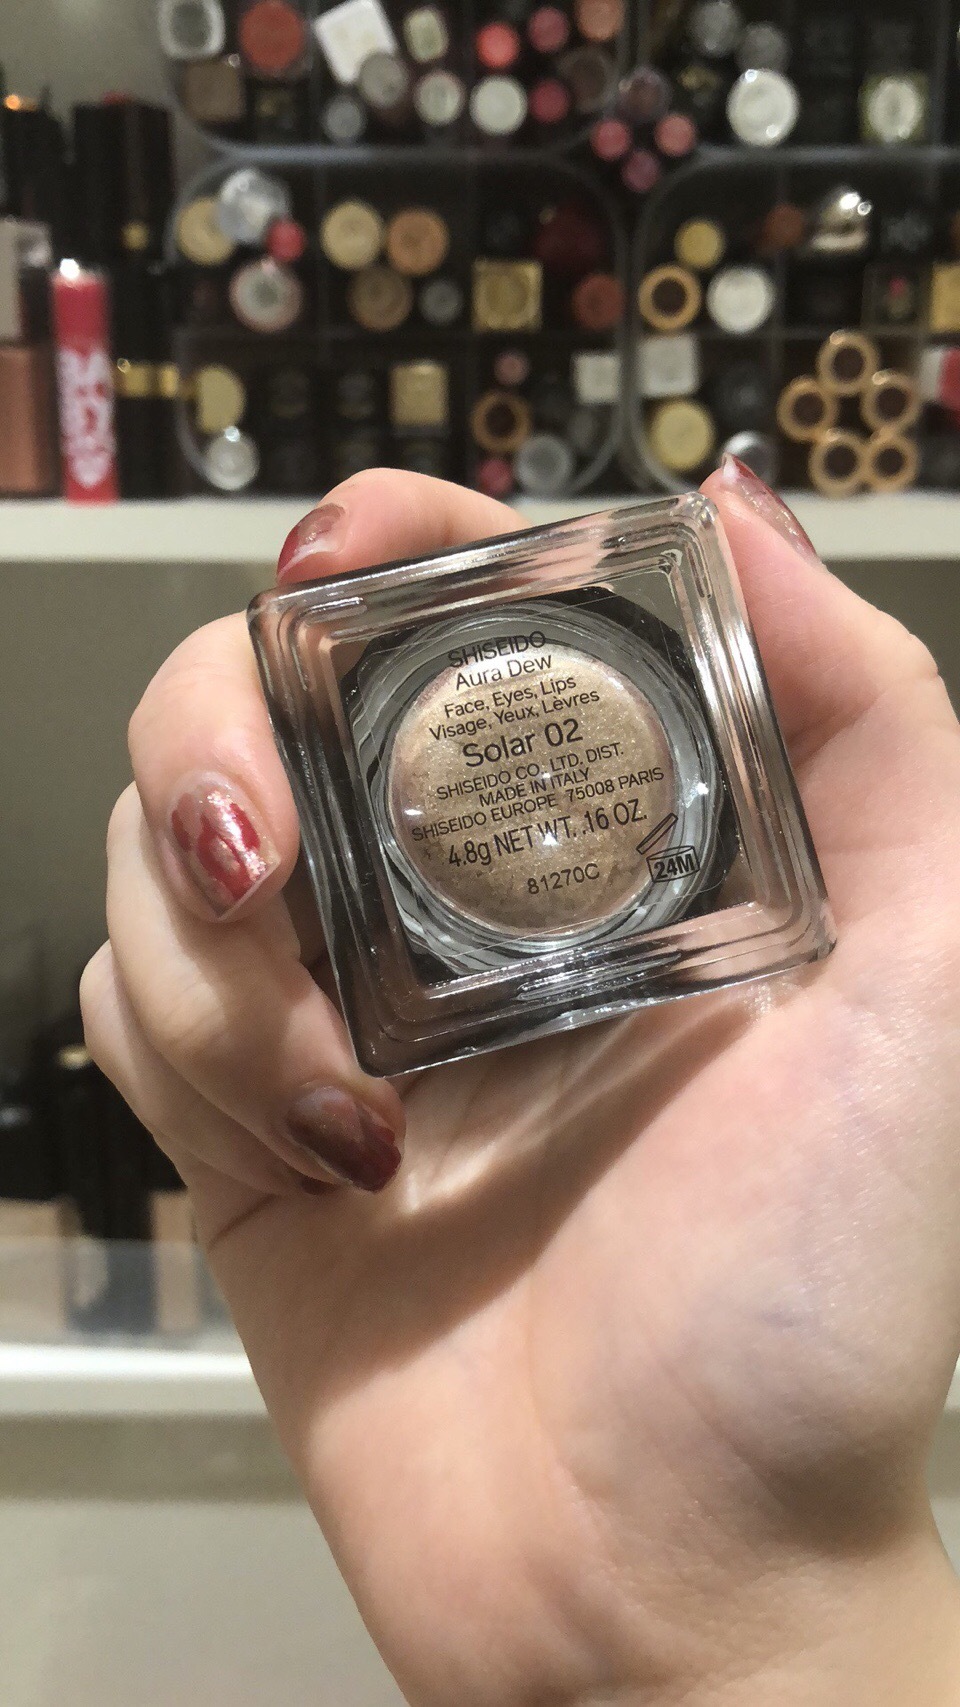 SHISEIDO
Aura Dew
Face, Eyes, Lips
Visage, Yeux, Lèvres
Solar 02
SHISEIDO CO. LTD. DIST.
MADE IN ITALY
SHISEIDO EUROPE 75008 PARIS
4.8g NET WT. .16 OZ.
81270C
24M